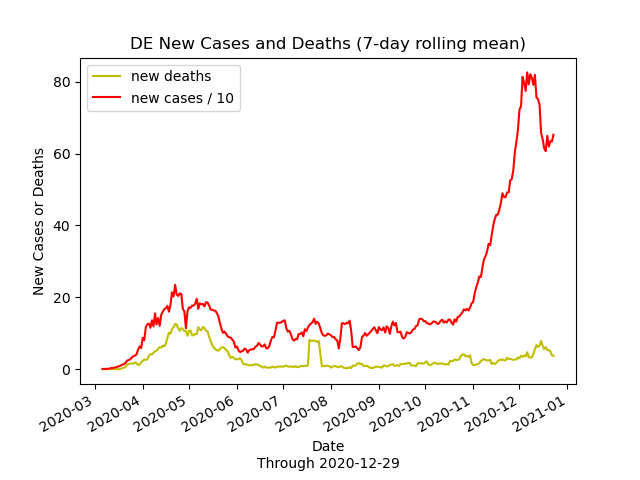 DE New Cases and Deaths (7-day rolling mean)
new deaths
new cases / 10
New Cases or Deaths
80
60
40
20
0
2020-03
2020-04
2020-05
2020-06
2020-07
2020-08
2020-09
2020-10
2020-11
2020-12
2021-01
Date
Through 2020-12-29